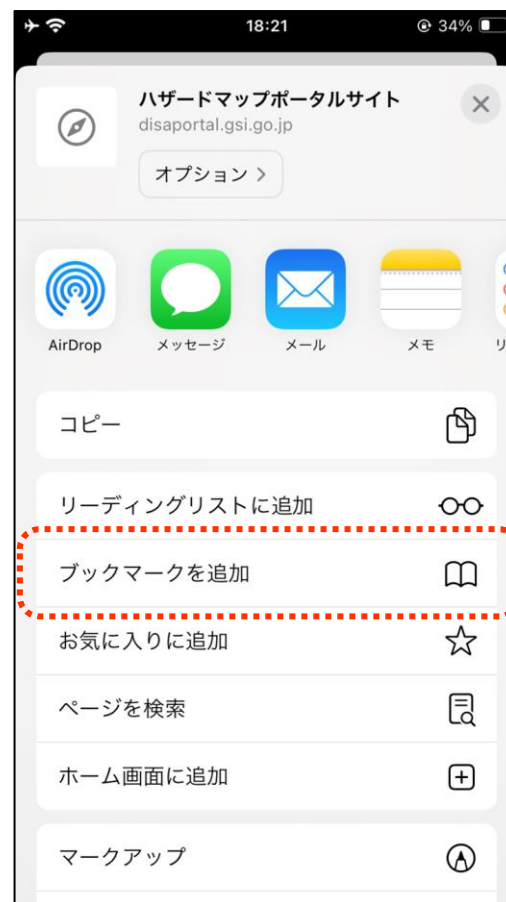 18:21
34%
ハザードマップポータルサイト
disaportal.gsi.go.jp
オプション >
AirDrop
メッセージ
メール
メモ
リ
コピー
リーディングリストに追加
ブックマークを追加
お気に入りに追加
ページを検索
ホーム画面に追加
マークアップ